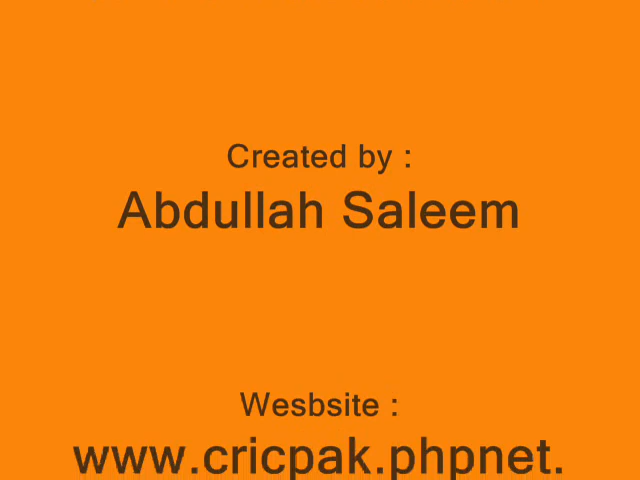 Created by :
Abdullah Saleem
Wesbsite :
www.cricpak.phpnet.